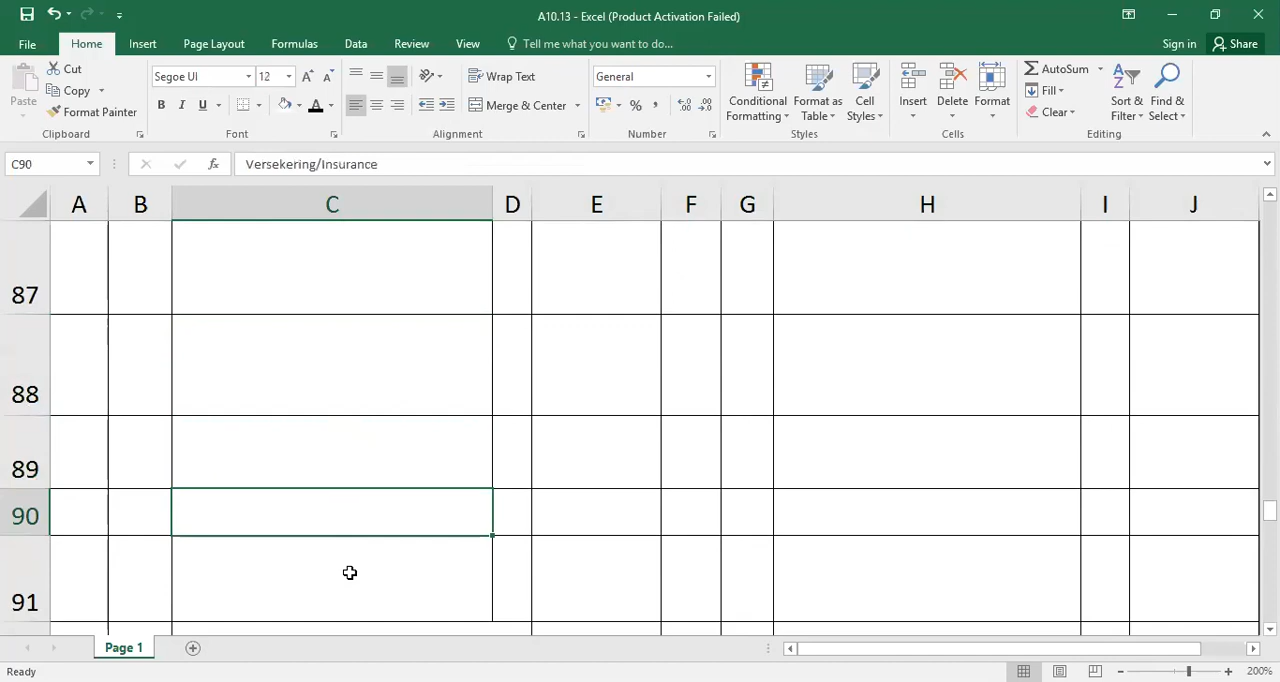 A10.13 - Excel (Product Activation Failed)
File Home Insert Page Layout Formulas Data Review View Tell me what you want to do... Sign in Share
Paste Cut Copy Format Painter Clipboard
Segoe UI 12 B I U Font
Wrap Text Merge & Center Alignment
General % , Number
Conditional Formatting Format as Table Cell Styles Styles
Insert Delete Format Cells
AutoSum Fill Clear Sort & Filter Find & Select Editing
C90 fx Versekering/Insurance
A B C D E F G H I J
87
88
89
90
91
Page 1
Ready 200%